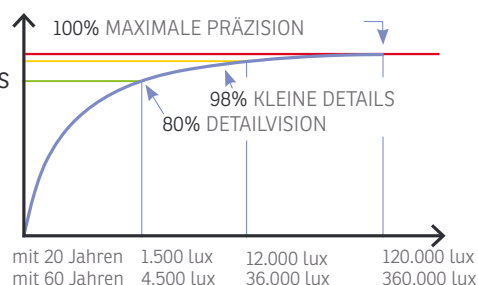 100% MAXIMALE PRÄZISION
S
98% KLEINE DETAILS
80% DETAILVISION
mit 20 Jahren 1.500 lux 12.000 lux 120.000 lux
mit 60 Jahren 4.500 lux 36.000 lux 360.000 lux